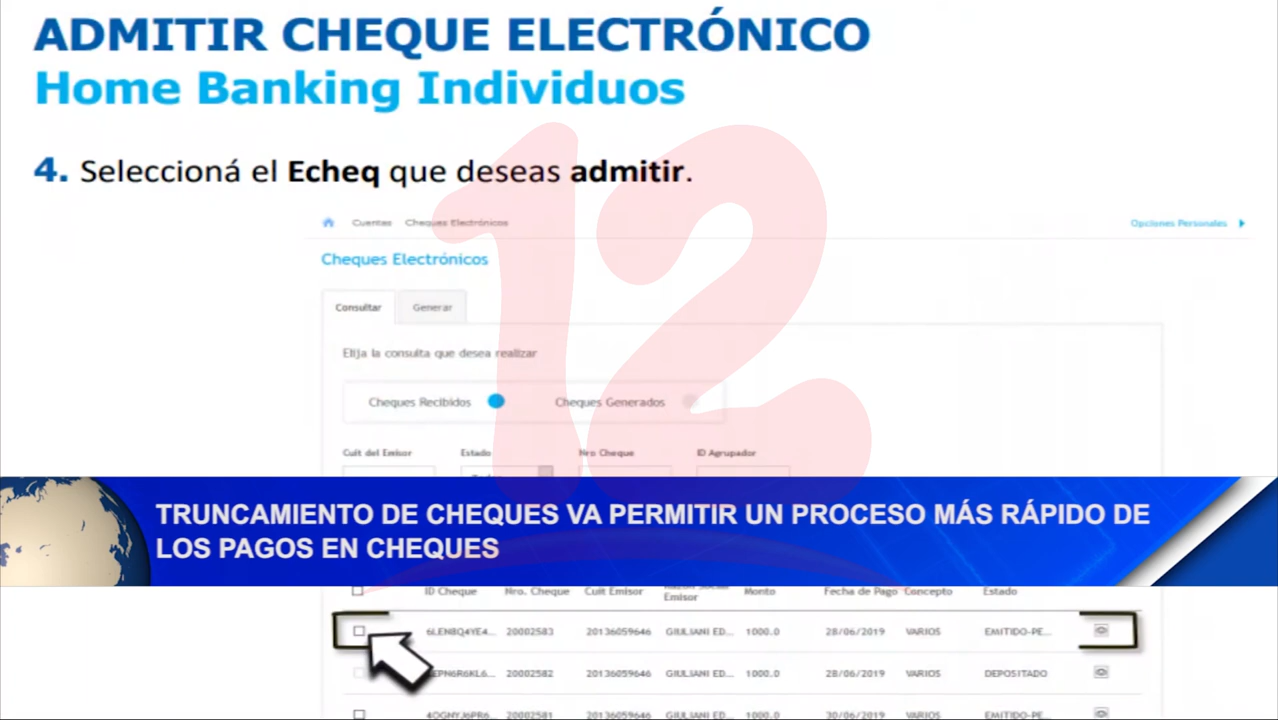 ADMITIR CHEQUE ELECTRÓNICO
Home Banking Individuos
4. Seleccioná el Echeq que deseas admitir.
Cuentas Cheques Electrónicos Opciones Personales
Cheques Electrónicos
Consultar Generar
Elija la consulta que desea realizar
Cheques Recibidos Cheques Generados
Cuit del Emisor Estado Nro Cheque ID Agrupador
12
TRUNCAMIENTO DE CHEQUES VA PERMITIR UN PROCESO MÁS RÁPIDO DE
LOS PAGOS EN CHEQUES
ID Cheque Nro. Cheque Cuit Emisor Razón Social Emisor Monto Fecha de Pago Concepto Estado
6LEN8Q4YE4... 20002583 20136059646 GIULIANI ED... 1000.0 28/06/2019 VARIOS EMITIDO-PE...
20002582 20136059646 GIULIANI ED... 1000.0 28/06/2019 VARIOS DEPOSITADO
20002581 20136059646 GIULIANI ED... 1000.0 30/06/2019 VARIOS EMITIDO-PE...